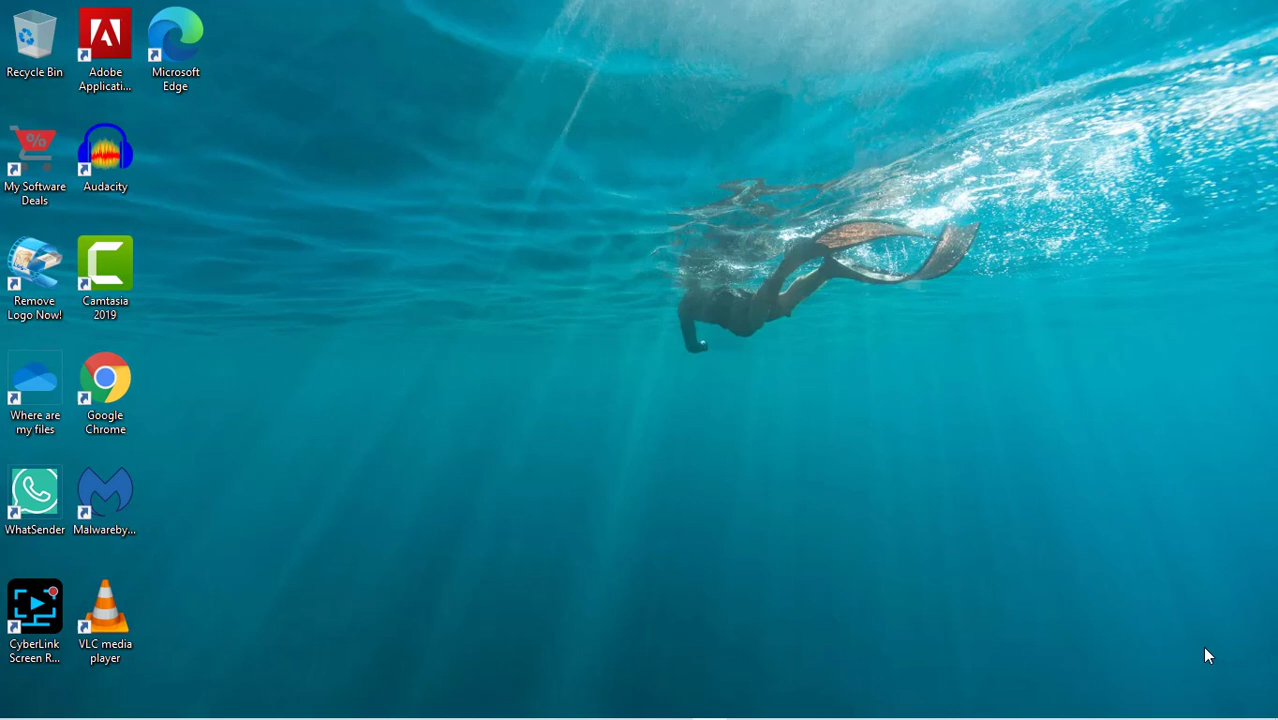 Recycle Bin
Adobe
Applicati...
Microsoft
Edge
%
My Software
Deals
Audacity
Remove
Logo Now!
Camtasia
2019
Where are
my files
Google
Chrome
WhatSender
Malwareby...
CyberLink
Screen R...
VLC media
player